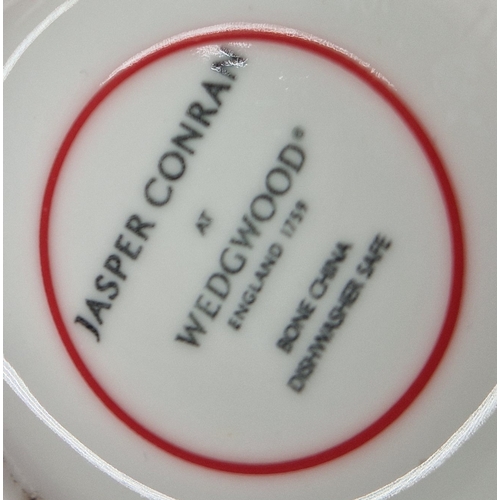 JASPER CONRAN
AT
WEDGWOOD®
ENGLAND 1759
BONE CHINA
DISHWASHER SAFE